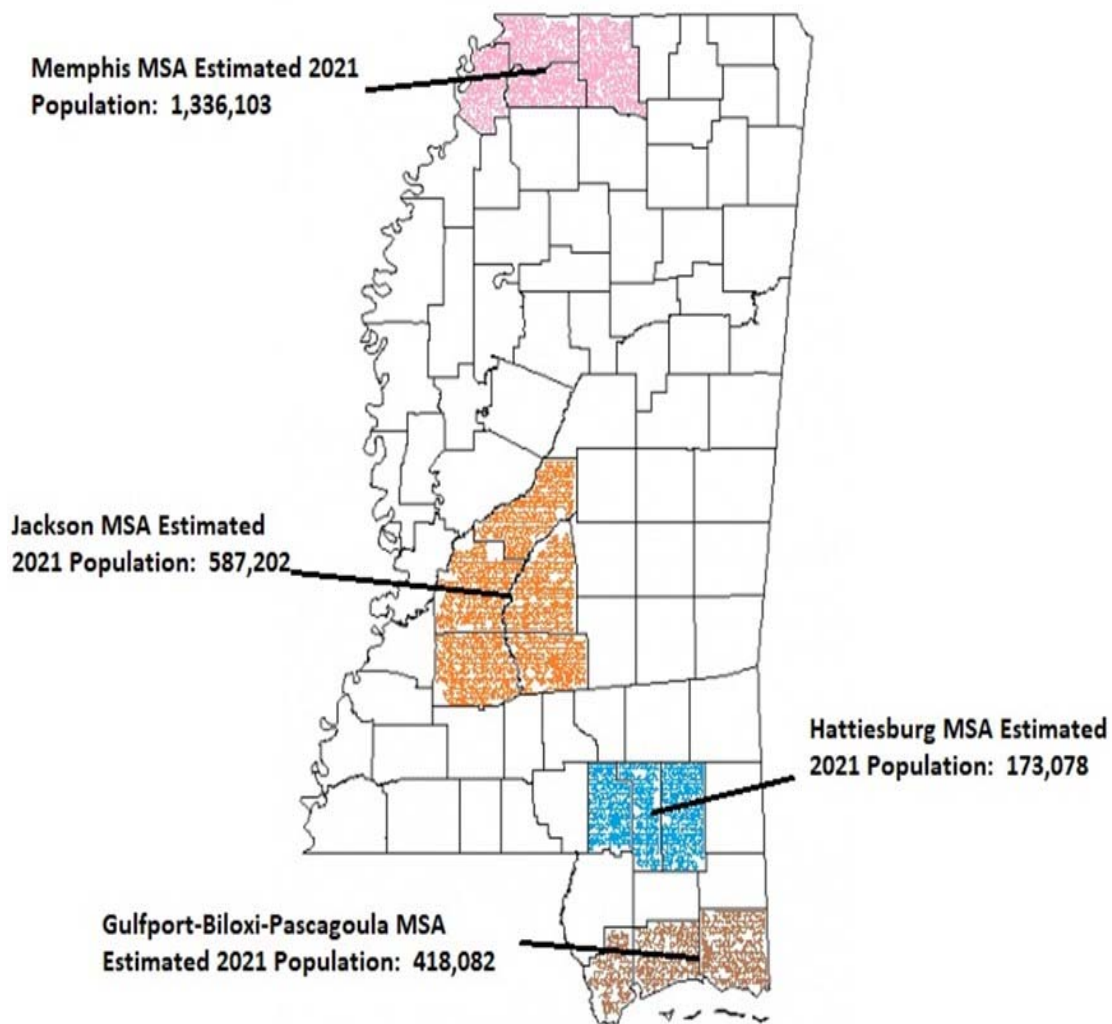 Memphis MSA Estimated 2021
Population: 1,336,103
Jackson MSA Estimated
2021 Population: 587,202
Hattiesburg MSA Estimated
2021 Population: 173,078
Gulfport-Biloxi-Pascagoula MSA
Estimated 2021 Population: 418,082